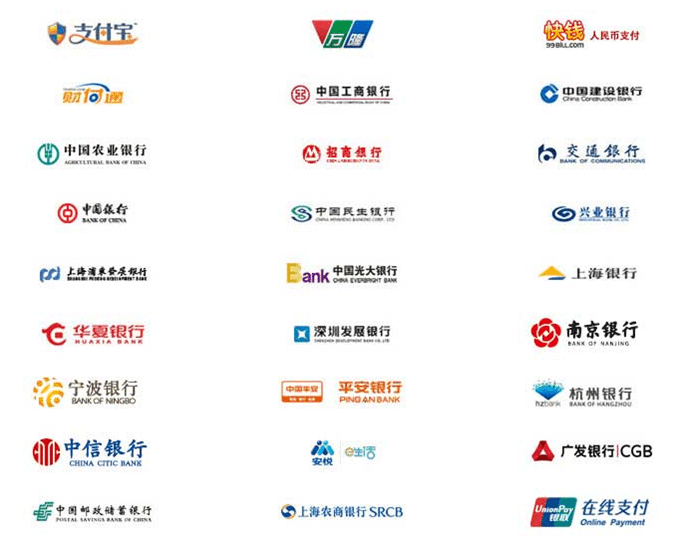 支付宝
万隆
快钱 人民币支付
99Bill.com
财付通
中国工商银行
INDUSTRIAL AND COMMERCIAL BANK OF CHINA
中国建设银行
China Construction Bank
中国农业银行
AGRICULTURAL BANK OF CHINA
招商银行
CHINA MERCHANTS BANK
交通银行
BANK OF COMMUNICATIONS
中国银行
BANK OF CHINA
中国民生银行
CHINA MINSHENG BANKING CORP., LTD
兴业银行
INDUSTRIAL BANK CO.,LTD.
上海浦东发展银行
SHANGHAI PUDONG DEVELOPMENT BANK
Bank 中国光大银行
CHINA EVERBRIGHT BANK
上海银行
华夏银行
HUAXIA BANK
深圳发展银行
SHENZHEN DEVELOPMENT BANK CO., LTD
南京银行
BANK OF NANJING
宁波银行
BANK OF NINGBO
中国平安 平安银行
PING AN BANK
杭州银行
hzbank BANK OF HANGZHOU
中信银行
CHINA CITIC BANK
安悦 e生活
广发银行|CGB
中国邮政储蓄银行
POSTAL SAVINGS BANK OF CHINA
上海农商银行 SRCB
UnionPay 银联 在线支付
Online Payment